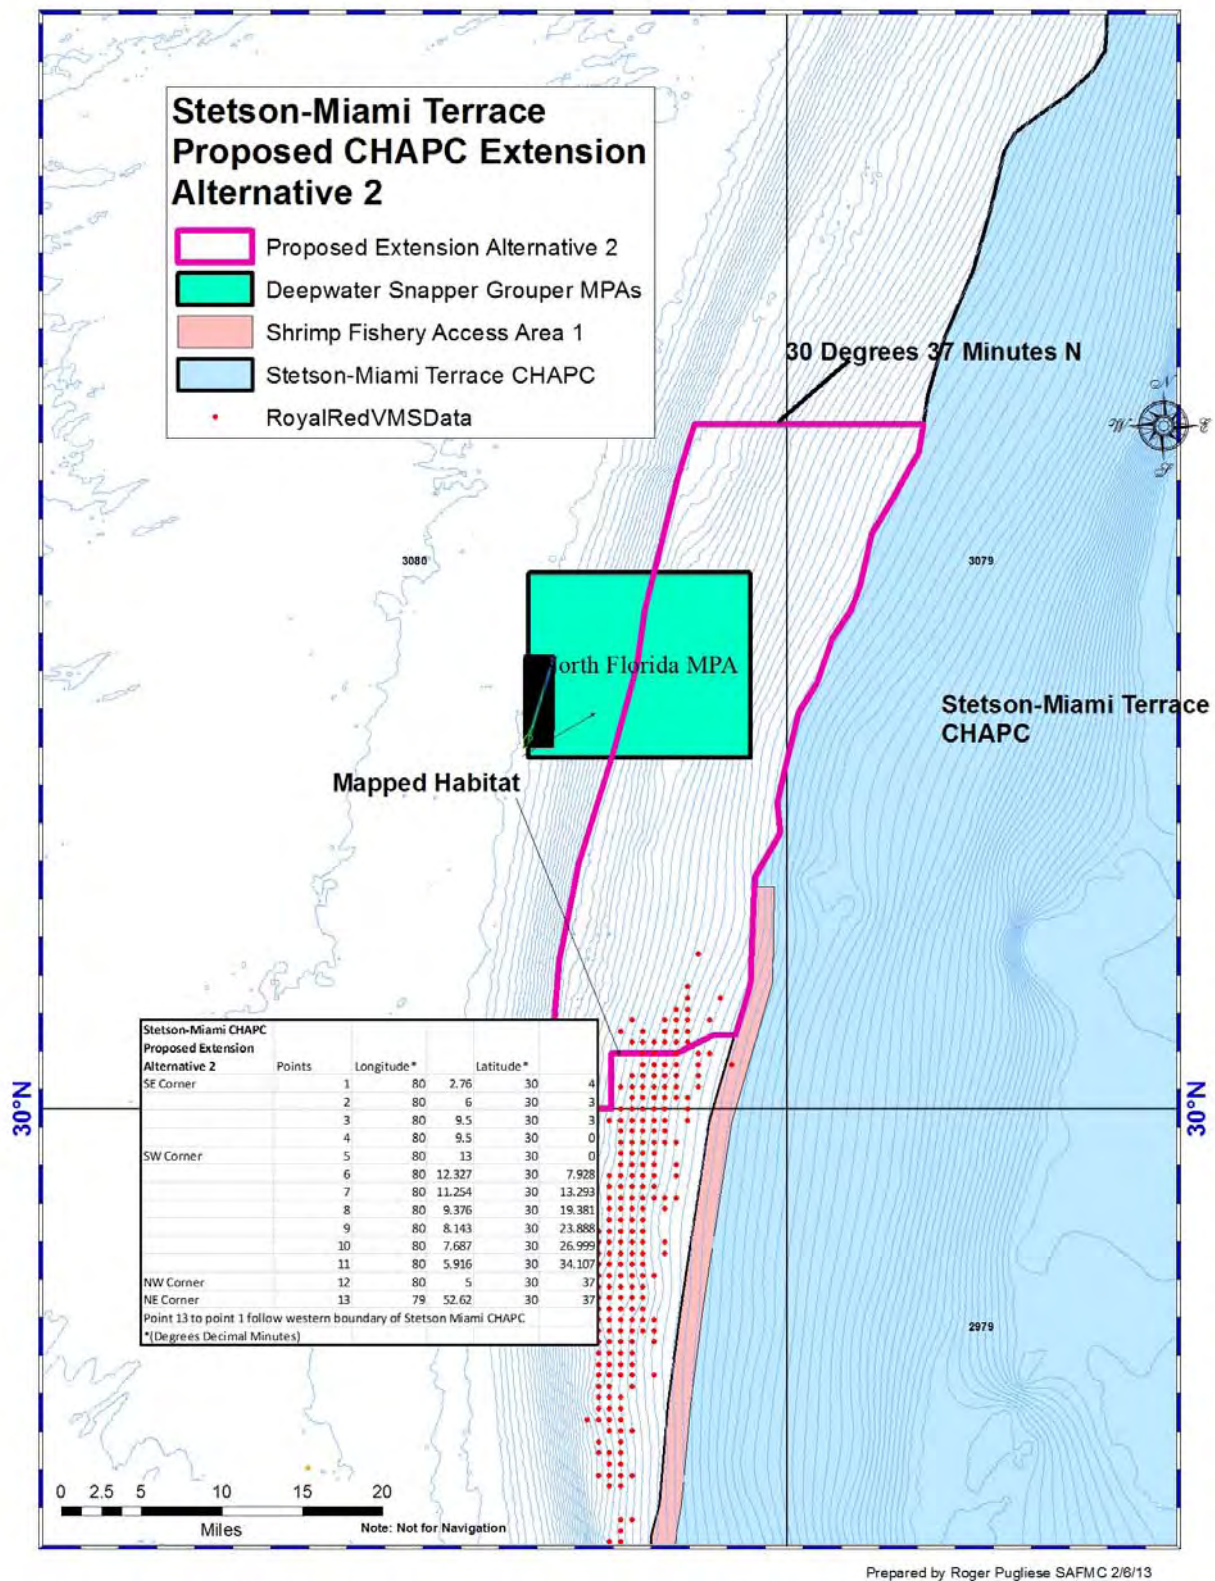 Stetson-Miami Terrace
Proposed CHAPC Extension
Alternative 2
Proposed Extension Alternative 2
Deepwater Snapper Grouper MPAs
Shrimp Fishery Access Area 1
Stetson-Miami Terrace CHAPC
RoyalRedVMSData
30 Degrees 37 Minutes N
N
W E
S
3080
3079
orth Florida MPA
Stetson-Miami Terrace
CHAPC
Mapped Habitat
Stetson-Miami CHAPC
Proposed Extension
Alternative 2 Points Longitude* Latitude*
SE Corner 1 80 2.76 30 4
2 80 6 30 3
3 80 9.5 30 3
4 80 9.5 30 0
SW Corner 5 80 13 30 0
6 80 12.327 30 7.928
7 80 11.254 30 13.293
8 80 9.376 30 19.381
9 80 8.143 30 23.888
10 80 7.687 30 26.999
11 80 5.916 30 34.107
NW Corner 12 80 5 30 37
NE Corner 13 79 52.62 30 37
Point 13 to point 1 follow western boundary of Stetson Miami CHAPC
*(Degrees Decimal Minutes)
30°N
30°N
2979
0 2.5 5 10 15 20
Miles
Note: Not for Navigation
Prepared by Roger Pugliese SAFMC 2/6/13